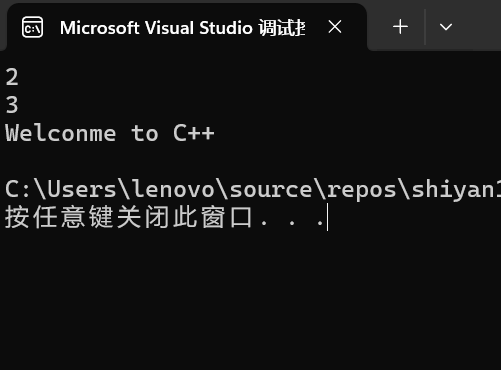 Microsoft Visual Studio 调试
2
3
Welconme to C++
C:\Users\lenovo\source\repos\shiyan1
按任意键关闭此窗口. . .